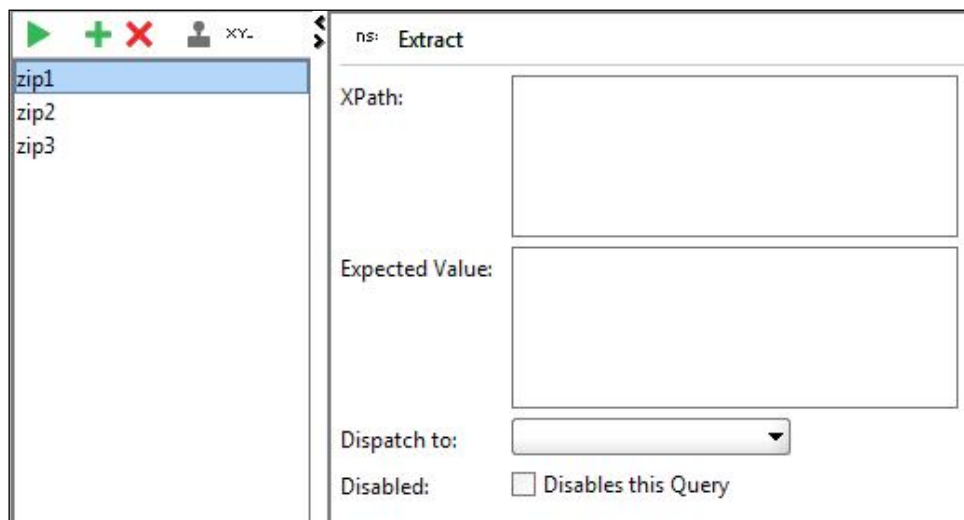 XY-
zip1
zip2
zip3
ns: Extract
XPath:
Expected Value:
Dispatch to:
Disabled: Disables this Query